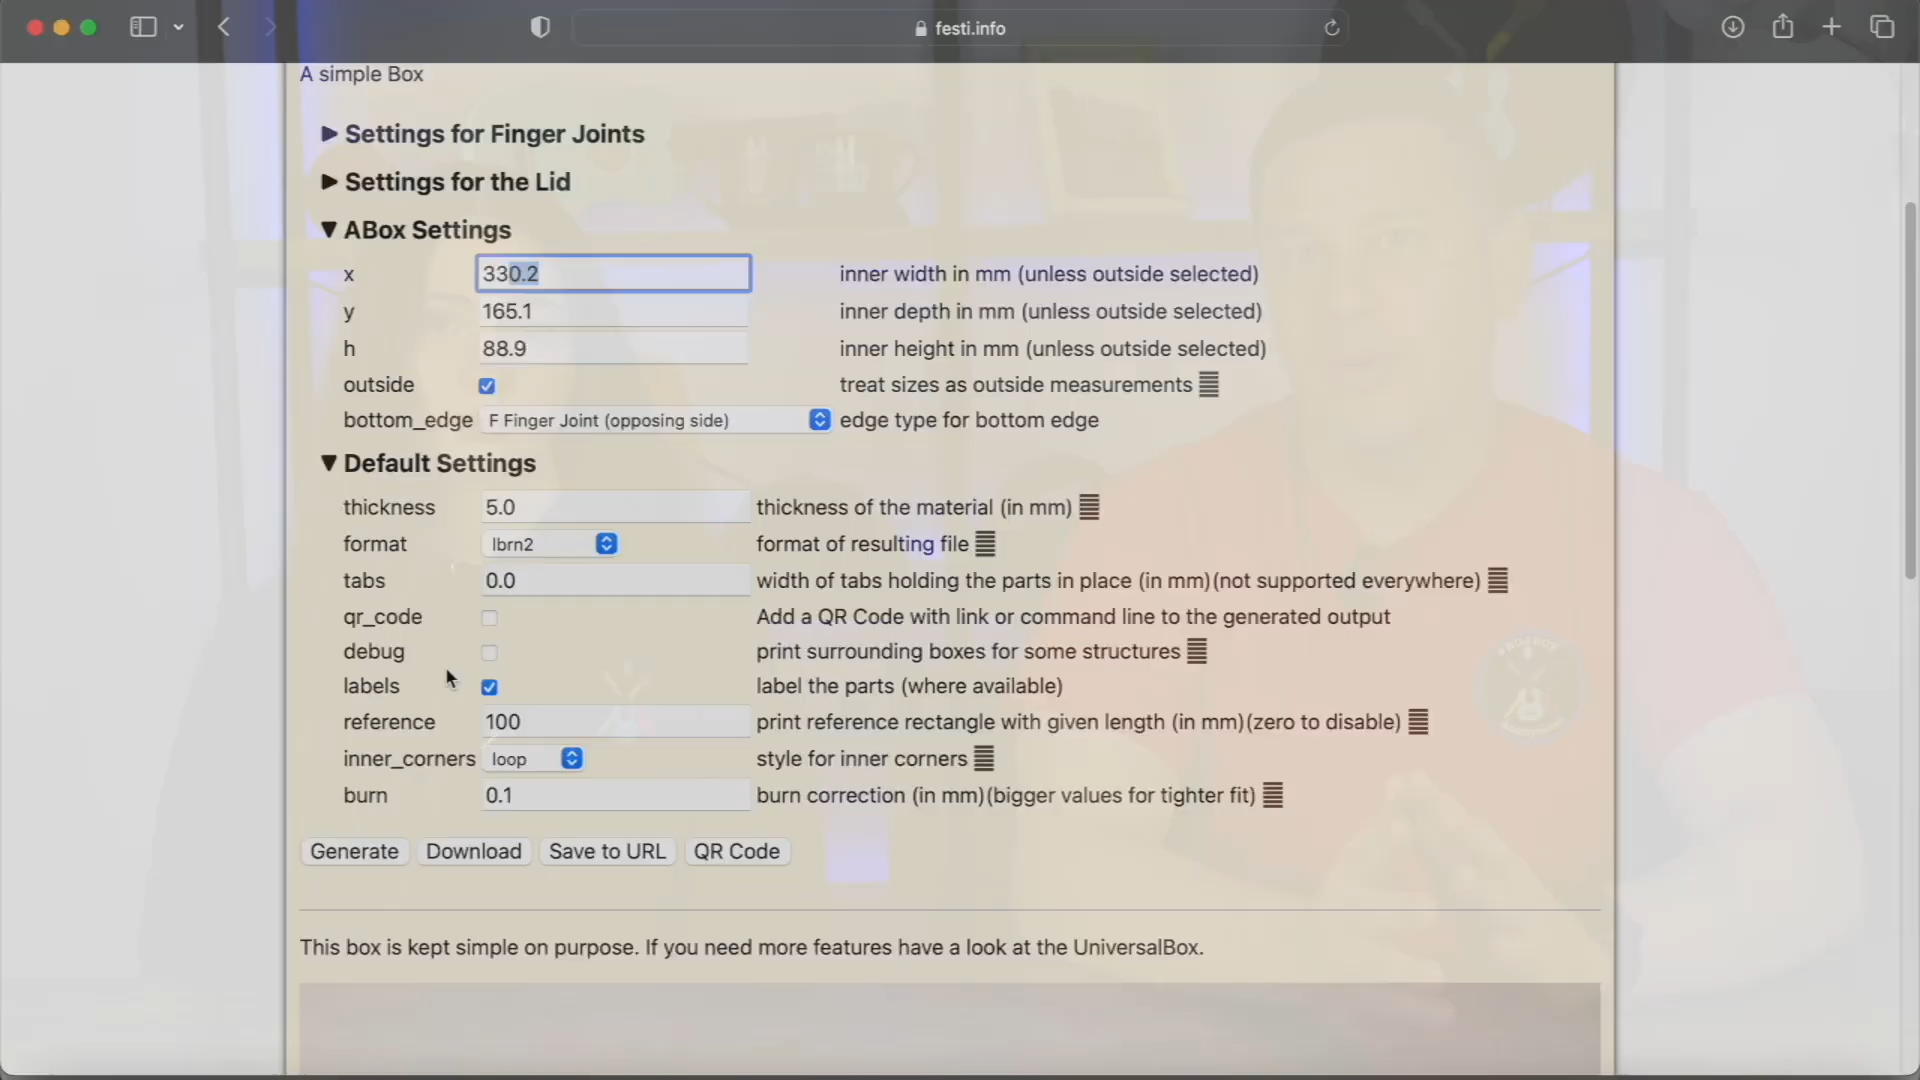 festi.info
A simple Box
Settings for Finger Joints
Settings for the Lid
ABox Settings
x 330.2 inner width in mm (unless outside selected)
y 165.1 inner depth in mm (unless outside selected)
h 88.9 inner height in mm (unless outside selected)
outside treat sizes as outside measurements
bottom_edge F Finger Joint (opposing side) edge type for bottom edge
Default Settings
thickness 5.0 thickness of the material (in mm)
format lbrn2 format of resulting file
tabs 0.0 width of tabs holding the parts in place (in mm)(not supported everywhere)
qr_code Add a QR Code with link or command line to the generated output
debug print surrounding boxes for some structures
labels label the parts (where available)
reference 100 print reference rectangle with given length (in mm)(zero to disable)
inner_corners loop style for inner corners
burn 0.1 burn correction (in mm)(bigger values for tighter fit)
Generate Download Save to URL QR Code
This box is kept simple on purpose. If you need more features have a look at the UniversalBox.